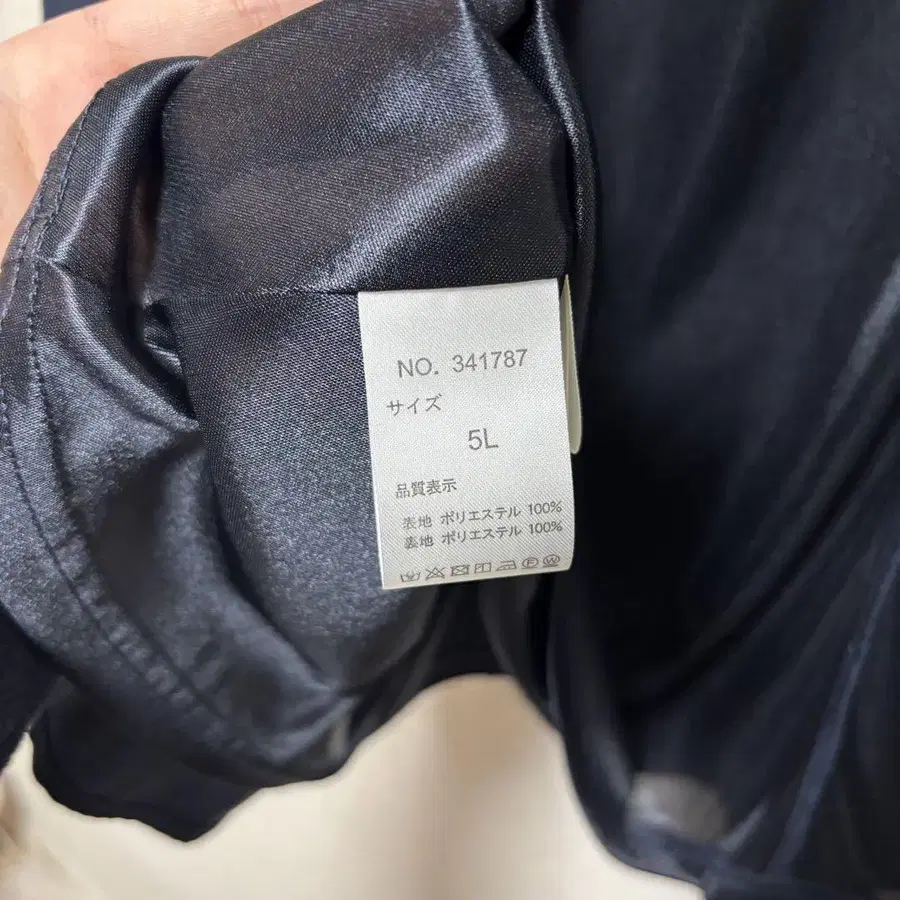 NO. 341787
サイズ
5L
品質表示
表地 ポリエステル 100%
裏地 ポリエステル 100%